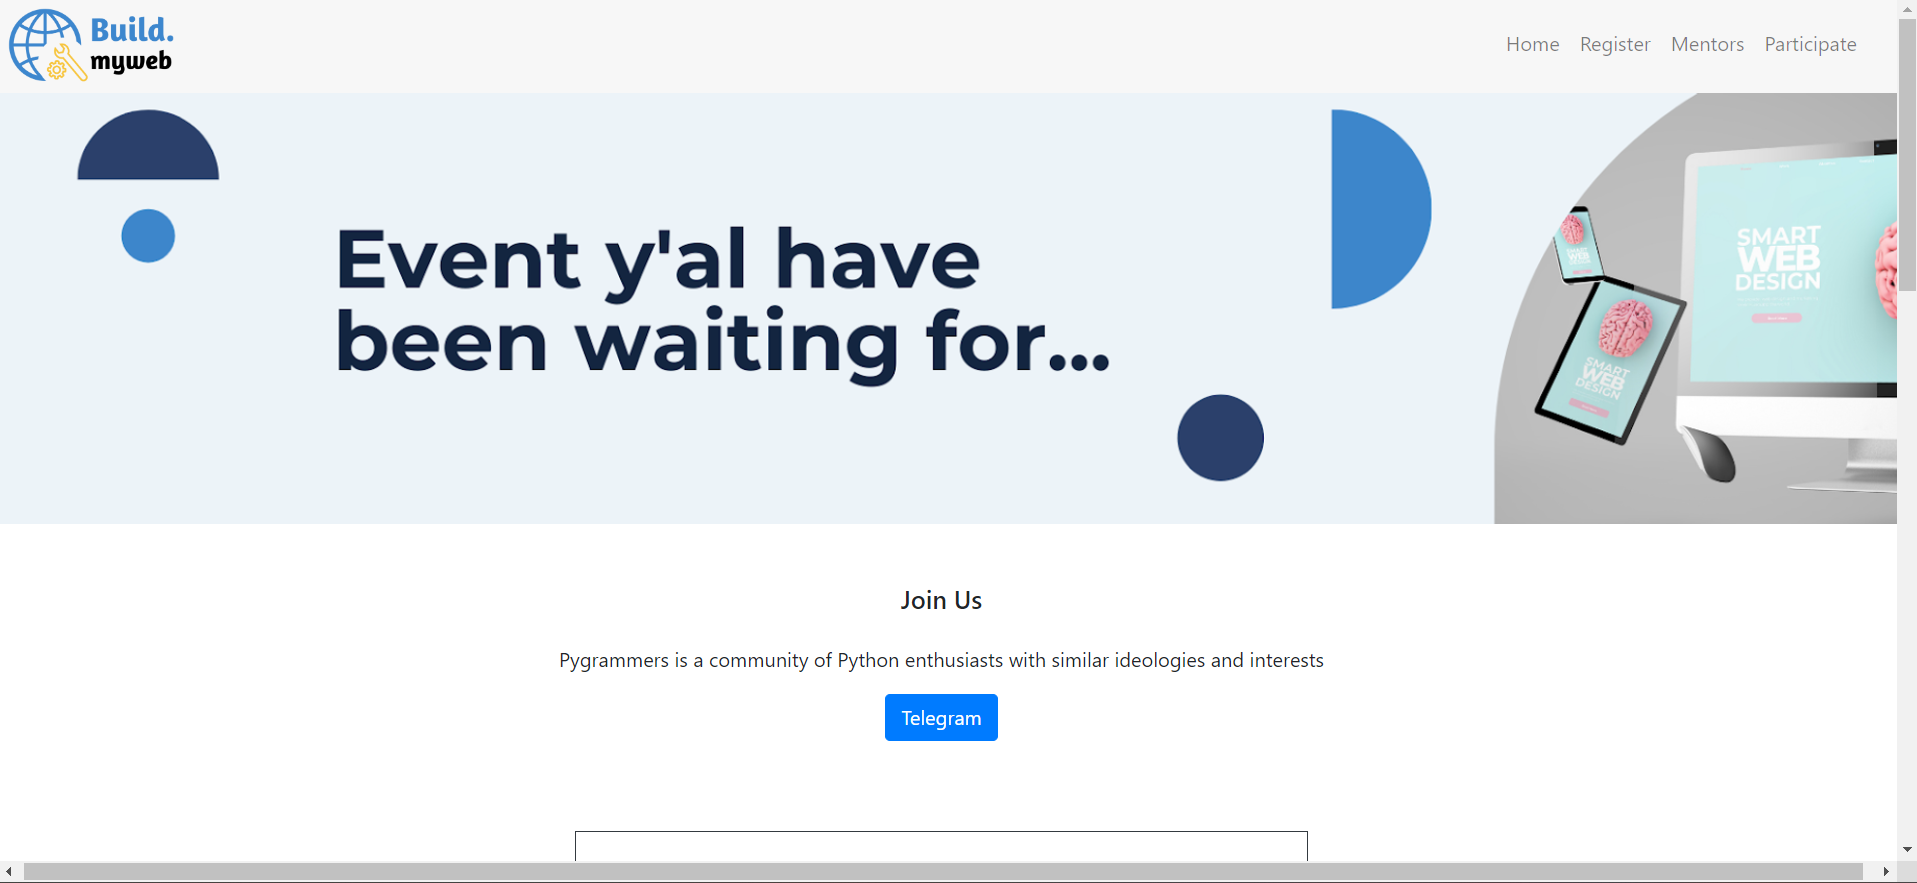 Build.
myweb
Home Register Mentors Participate
Event y'al have
been waiting for...
SMART
WEB
DESIGN
SMART
WEB
DESIGN
Join Us
Pygrammers is a community of Python enthusiasts with similar ideologies and interests
Telegram